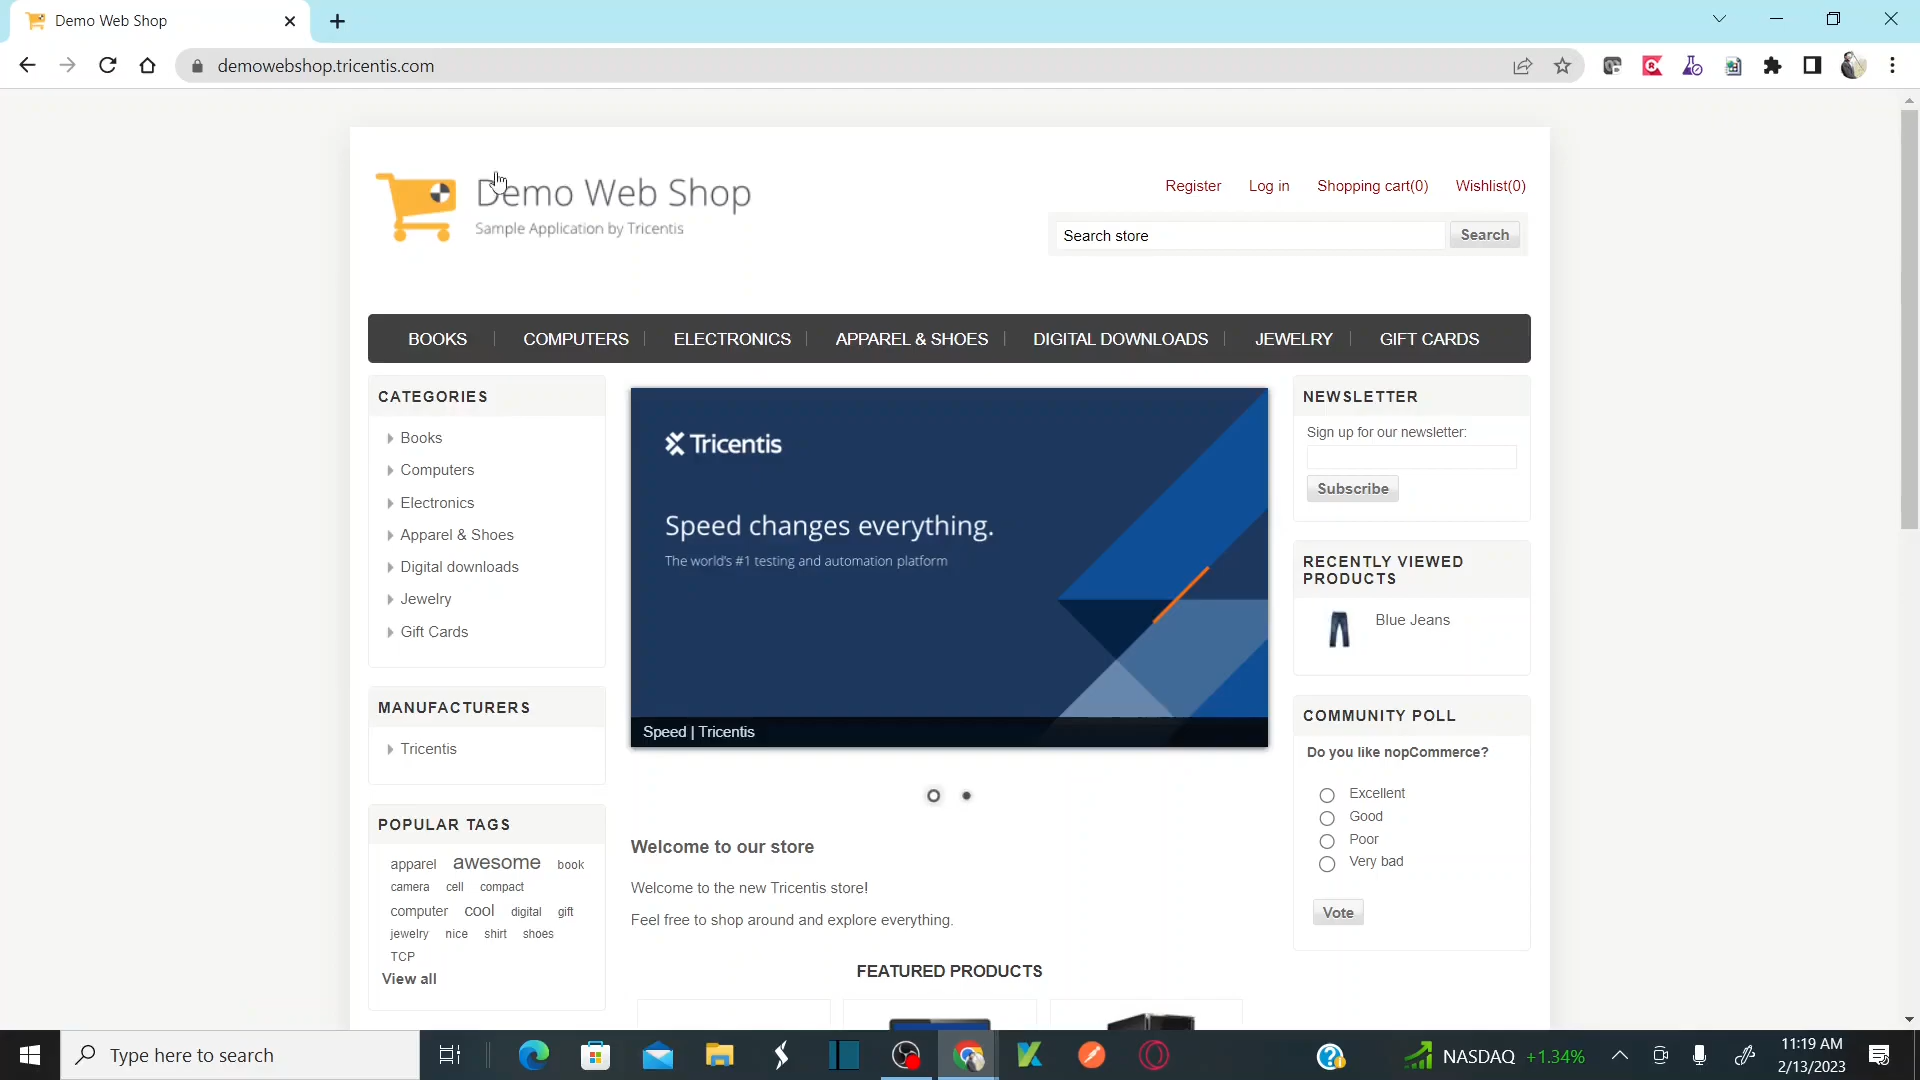 Demo Web Shop
demowebshop.tricentis.com
Demo Web Shop
Sample Application by Tricentis
Register Log in Shopping cart(0) Wishlist(0)
Search store Search
BOOKS COMPUTERS ELECTRONICS APPAREL & SHOES DIGITAL DOWNLOADS JEWELRY GIFT CARDS
CATEGORIES
Books
Computers
Electronics
Apparel & Shoes
Digital downloads
Jewelry
Gift Cards
MANUFACTURERS
Tricentis
POPULAR TAGS
apparel awesome book
camera cell compact
computer cool digital gift
jewelry nice shirt shoes
TCP
View all
Tricentis
Speed changes everything.
The world's #1 testing and automation platform
Speed | Tricentis
Welcome to our store
Welcome to the new Tricentis store!
Feel free to shop around and explore everything.
FEATURED PRODUCTS
NEWSLETTER
Sign up for our newsletter:
Subscribe
RECENTLY VIEWED
PRODUCTS
Blue Jeans
COMMUNITY POLL
Do you like nopCommerce?
Excellent
Good
Poor
Very bad
Vote
Type here to search
NASDAQ +1.34%
11:19 AM
2/13/2023